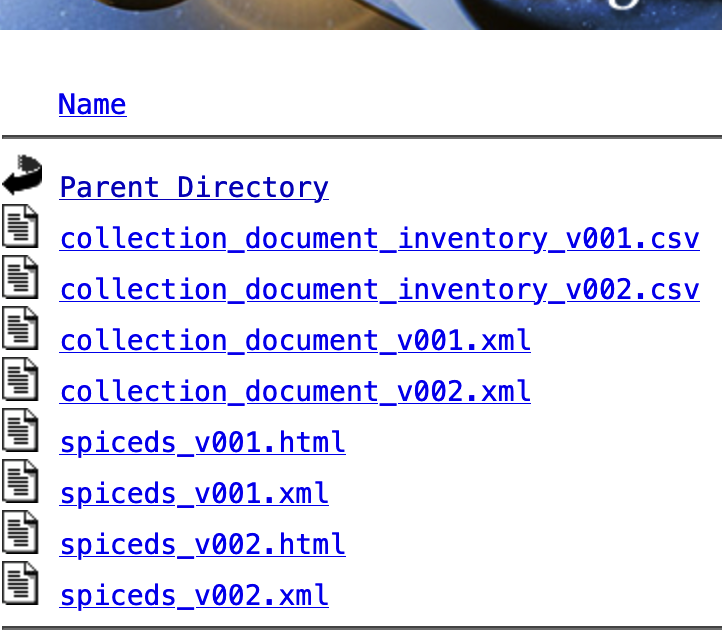 Name
Parent Directory
collection_document_inventory_v001.csv
collection_document_inventory_v002.csv
collection_document_v001.xml
collection_document_v002.xml
spiceds_v001.html
spiceds_v001.xml
spiceds_v002.html
spiceds_v002.xml